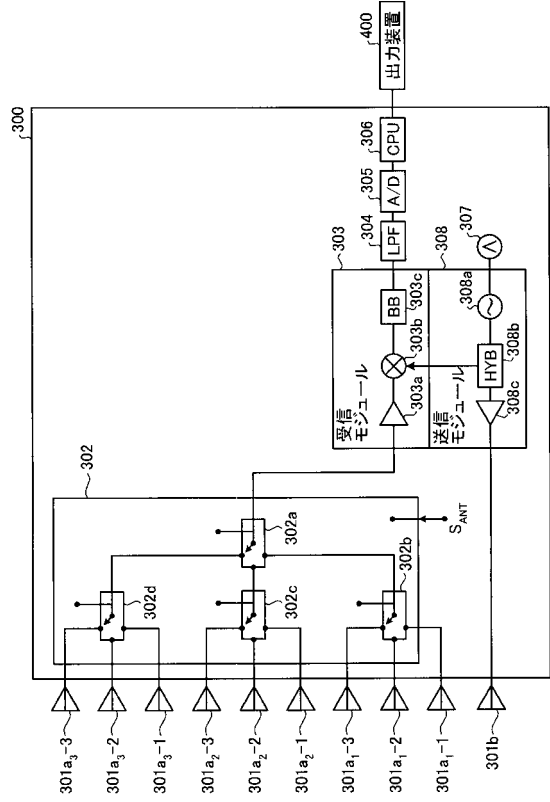 300
302
302d
302a
302c
302b
S_ANT
301a₃-3
301a₃-2
301a₃-1
301a₂-3
301a₂-2
301a₂-1
301a₁-3
301a₁-2
301a₁-1
301b
303
受信
モジュール
303a
303b
BB
303c
308
送信
モジュール
HYB
308b
308c
308a
307
LPF
304
A/D
305
CPU
306
出力装置
400